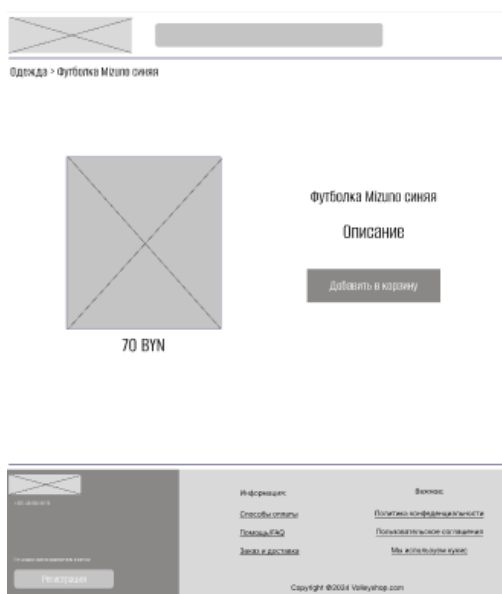 Одежда > Футболка Mizuno синяя
Футболка Mizuno синяя
Описание
Добавить в корзину
70 BYN
Информация:
Важное:
Способы оплаты
Политика конфиденциальности
Помощь/FAQ
Пользовательское соглашение
Заказ и доставка
Мы используем кукис
Регистрация
Copyright ©2024 Volleyshop.com